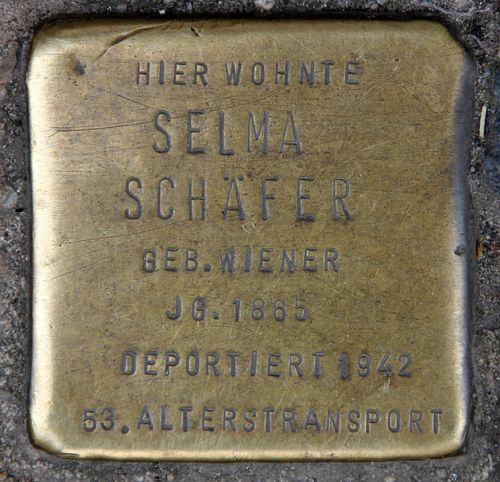 HIER WOHNTE
SELMA
SCHÄFER
GEB. WIENER
JG. 1865
DEPORTIERT 1942
53. ALTERSTRANSPORT